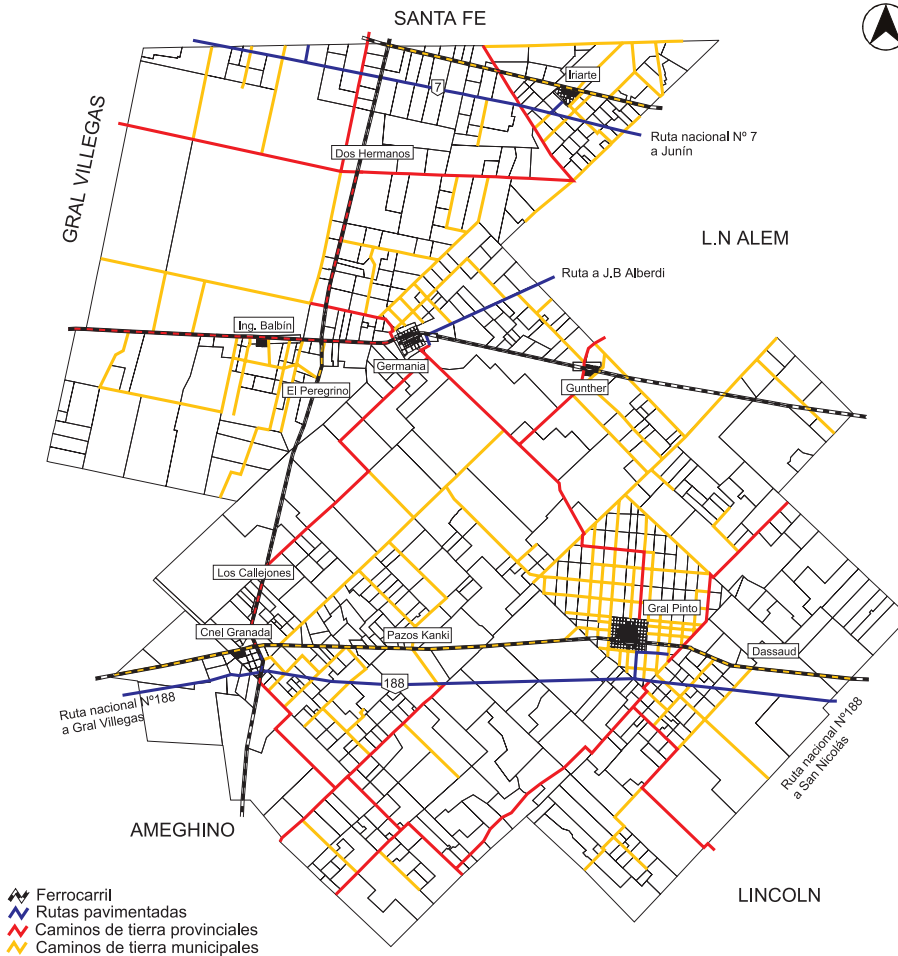 SANTA FE
Iriarte
7
GRAL VILLEGAS
Ruta nacional Nº 7
a Junín
Dos Hermanos
L.N ALEM
Ruta a J.B Alberdi
Ing. Balbín
Germania
El Peregrino
Gunther
Los Callejones
Gral Pinto
Cnel Granada
Pazos Kanki
Dassaud
188
Ruta nacional Nº188
a Gral Villegas
Ruta nacional Nº188
a San Nicolás
AMEGHINO
LINCOLN
Ferrocarril
Rutas pavimentadas
Caminos de tierra provinciales
Caminos de tierra municipales